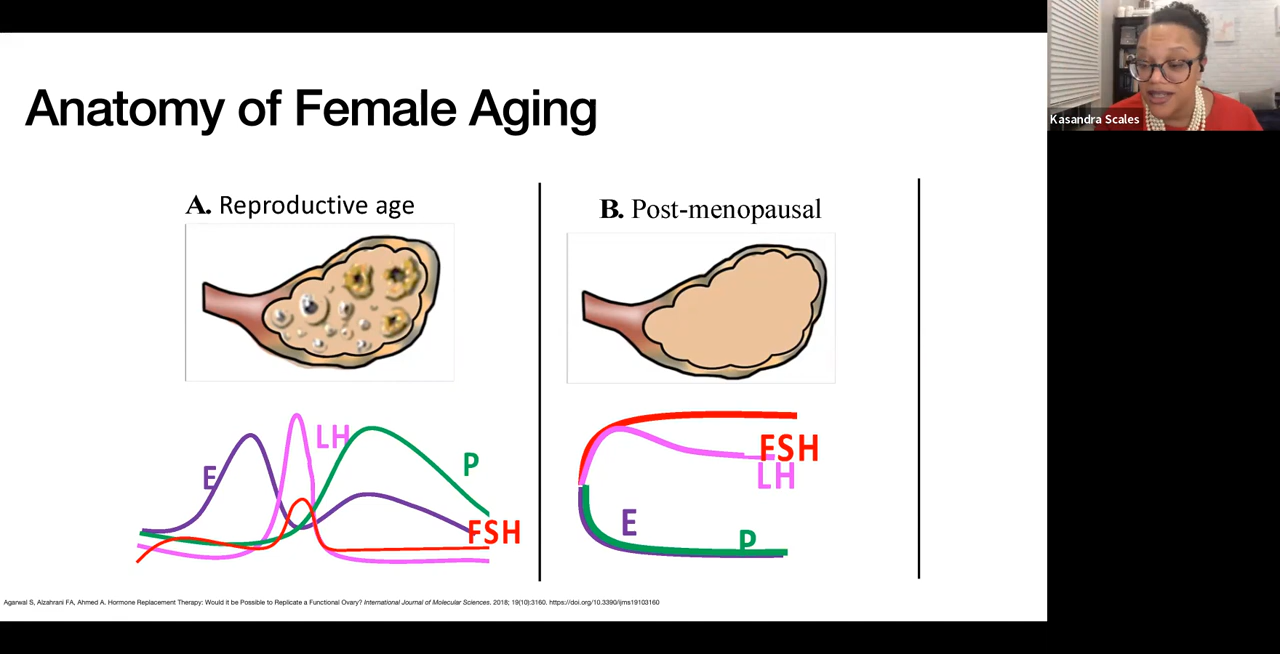 Kasandra Scales
Anatomy of Female Aging
A. Reproductive age
B. Post-menopausal
E
LH
P
FSH
FSH
LH
E
P
Agarwal S, Alzahrani FA, Ahmed A. Hormone Replacement Therapy: Would it be Possible to Replicate a Functional Ovary? International Journal of Molecular Sciences. 2018; 19(10):3160. https://doi.org/10.3390/ijms19103160